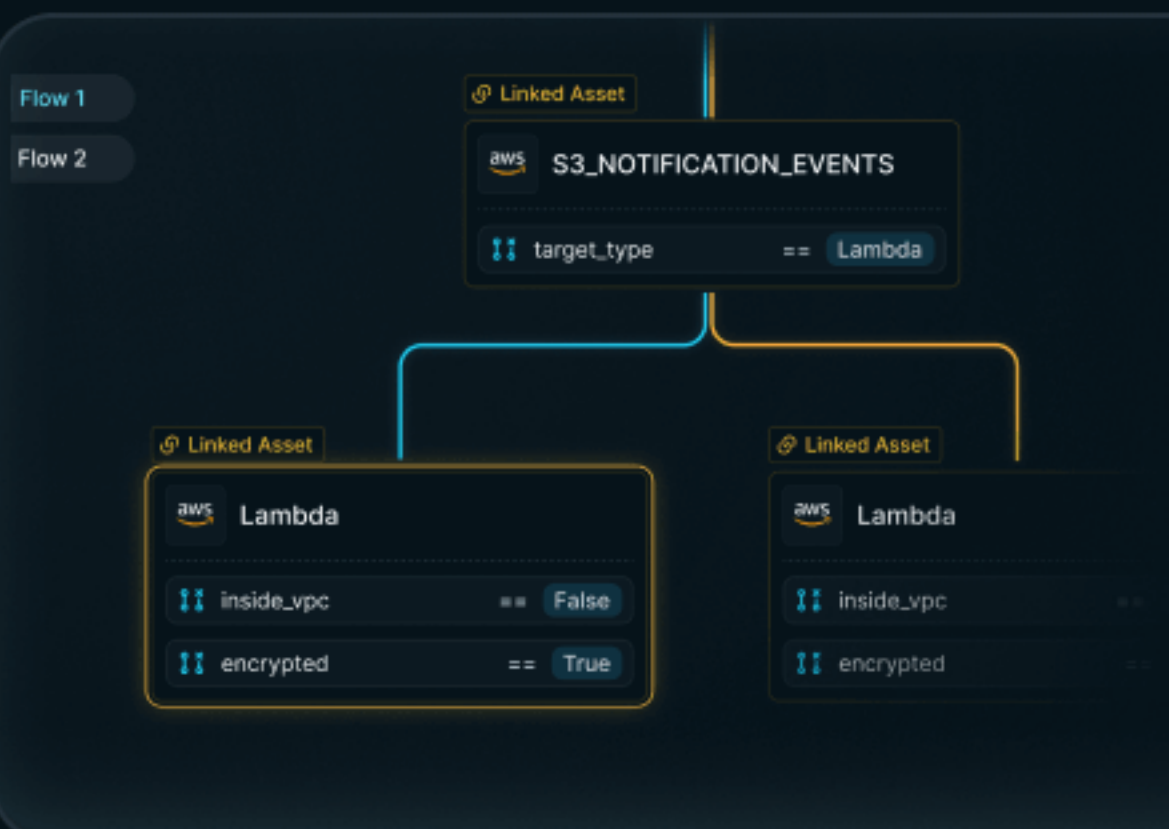 Flow 1
Flow 2
Linked Asset
aws S3_NOTIFICATION_EVENTS
target_type == Lambda
Linked Asset
aws Lambda
inside_vpc == False
encrypted == True
Linked Asset
aws Lambda
inside_vpc ==
encrypted ==